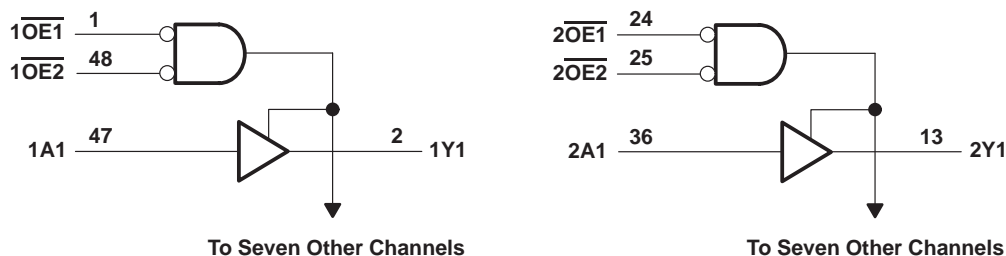 1
1OE1
48
1OE2
47
1A1
2
1Y1
To Seven Other Channels
24
2OE1
25
2OE2
36
2A1
13
2Y1
To Seven Other Channels